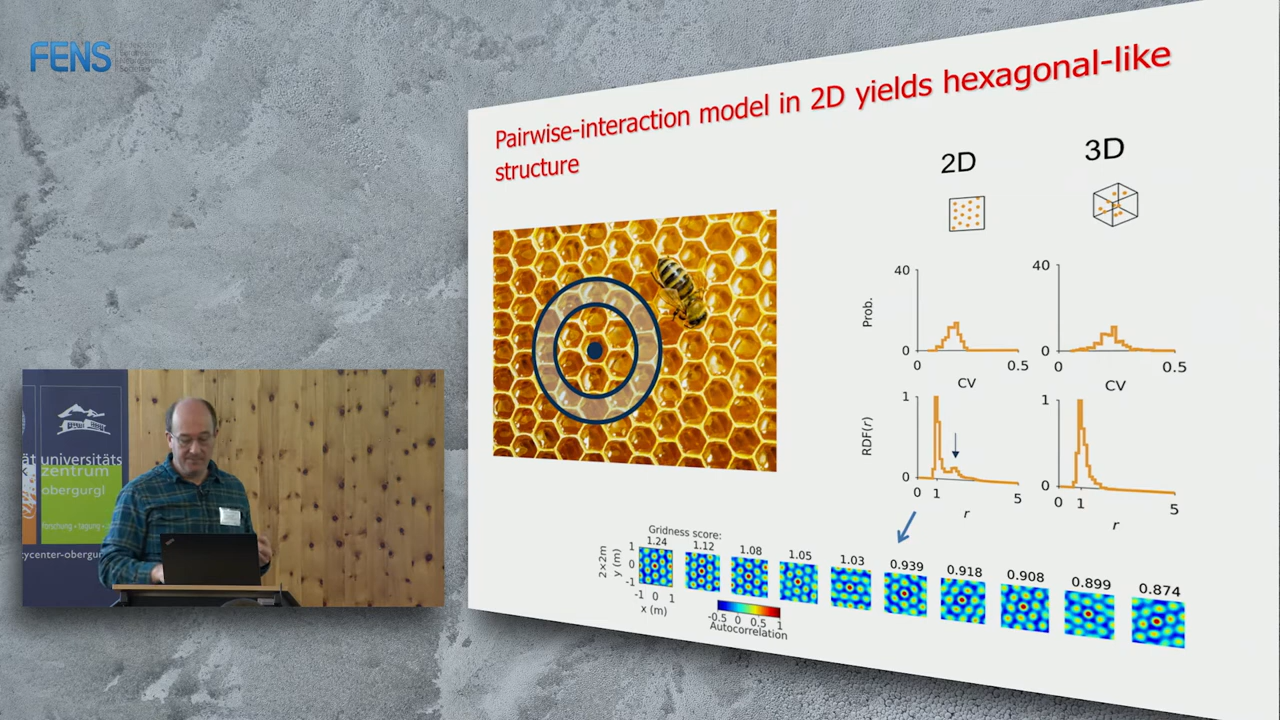 FENS
Pairwise-interaction model in 2D yields hexagonal-like
structure
2D
3D
40
0
Prob.
0
0.5
CV
40
0
0
0.5
CV
1
0
RDF(r)
0
1
5
r
1
0
0
1
5
r
Gridness score:
1.24
1.12
1.08
1.05
1.03
0.939
0.918
0.908
0.899
0.874
2×2m
y (m)
1
0
-1
-1
0
1
x (m)
-0.5
0
0.5
1
Autocorrelation
ät
universitäts
zentrum
obergurgl
forschung • tagung •